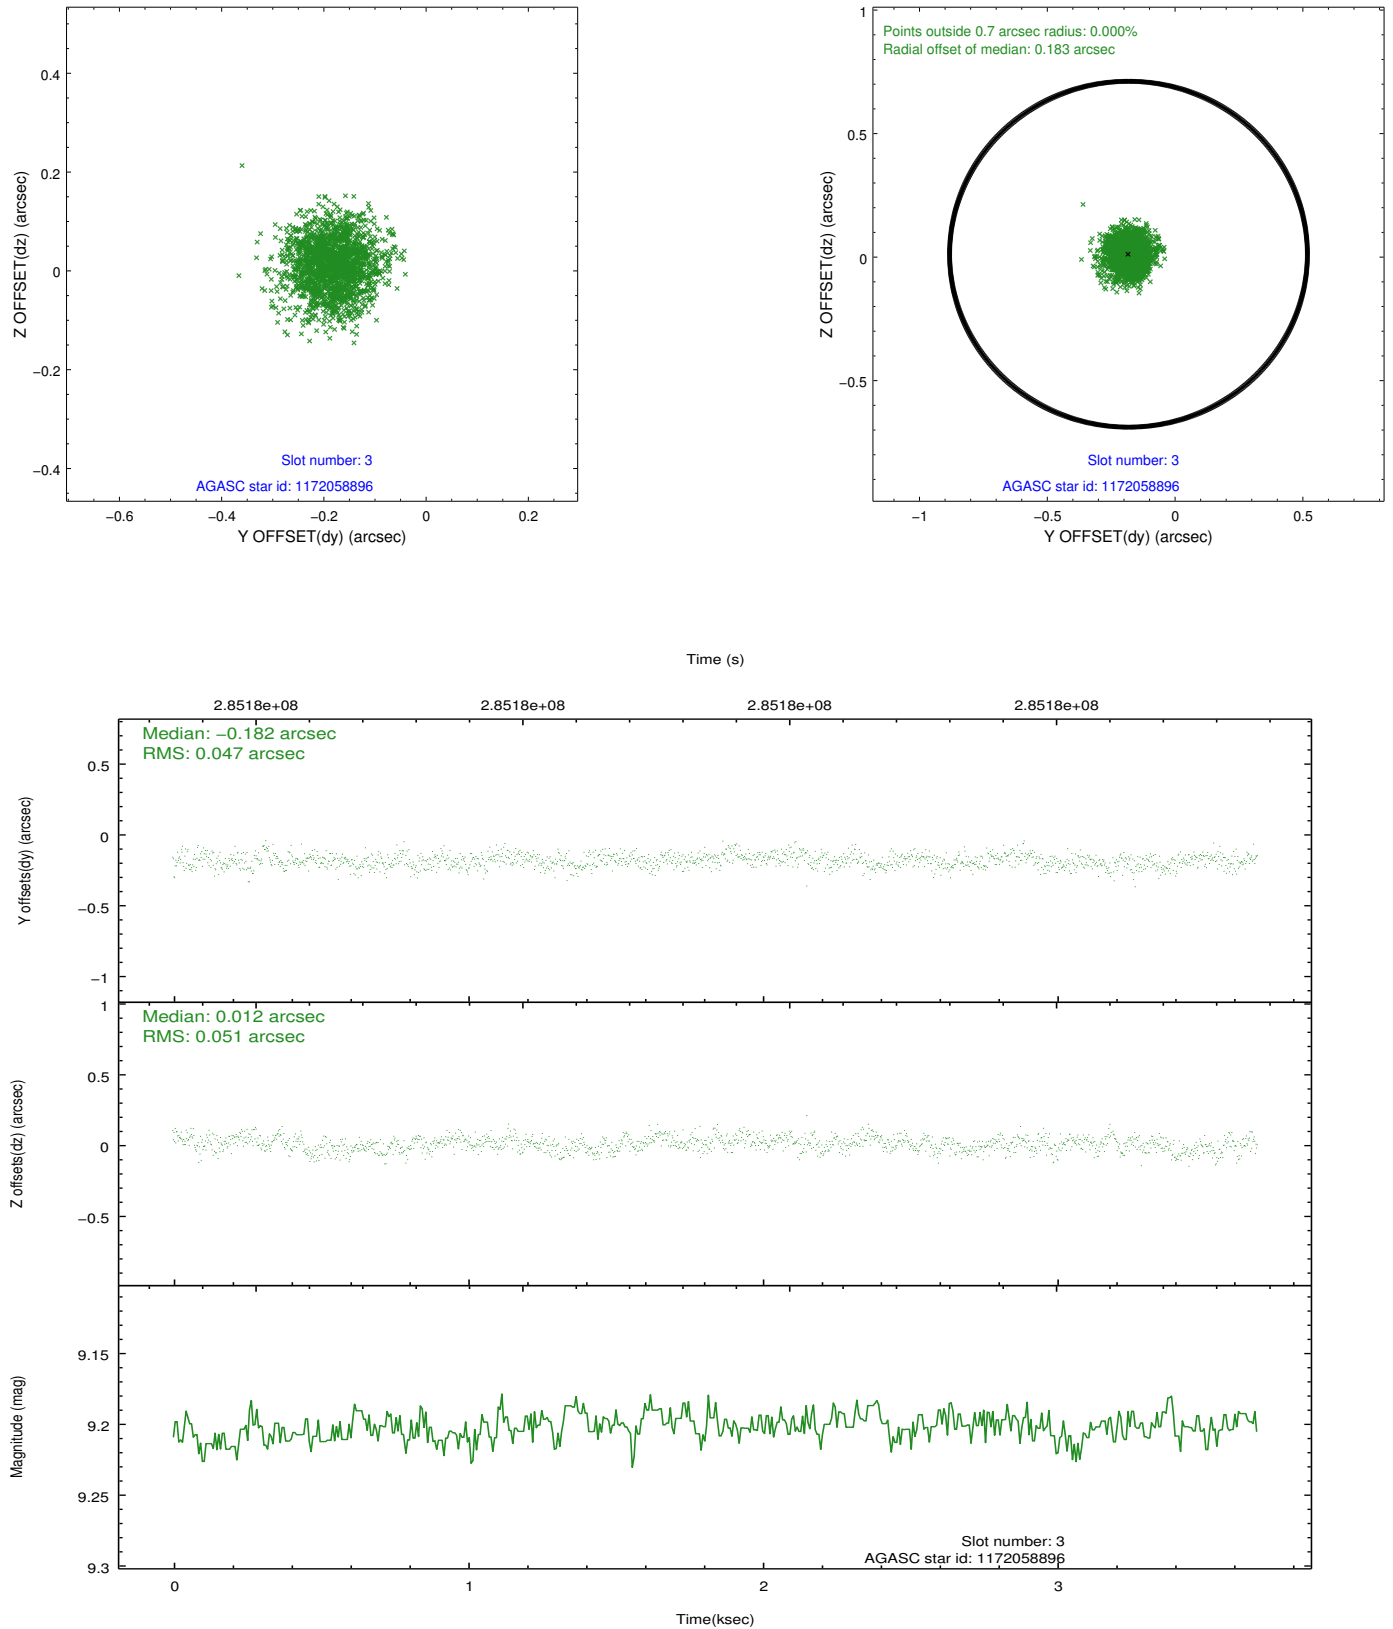 0.4
0.2
0
−0.2
−0.4
Z OFFSET(dz) (arcsec)
Slot number: 3
AGASC star id: 1172058896
−0.6 −0.4 −0.2 0 0.2
Y OFFSET(dy) (arcsec)
Points outside 0.7 arcsec radius: 0.000%
Radial offset of median: 0.183 arcsec
1
0.5
0
−0.5
Z OFFSET(dz) (arcsec)
Slot number: 3
AGASC star id: 1172058896
−1 −0.5 0 0.5
Y OFFSET(dy) (arcsec)
Time (s)
2.8518e+08 2.8518e+08 2.8518e+08 2.8518e+08
Median: −0.182 arcsec
RMS: 0.047 arcsec
0.5
0
−0.5
−1
Y offsets(dy) (arcsec)
Median: 0.012 arcsec
RMS: 0.051 arcsec
1
0.5
0
−0.5
Z offsets(dz) (arcsec)
9.15
9.2
9.25
9.3
Magnitude (mag)
Slot number: 3
AGASC star id: 1172058896
0 1 2 3
Time(ksec)